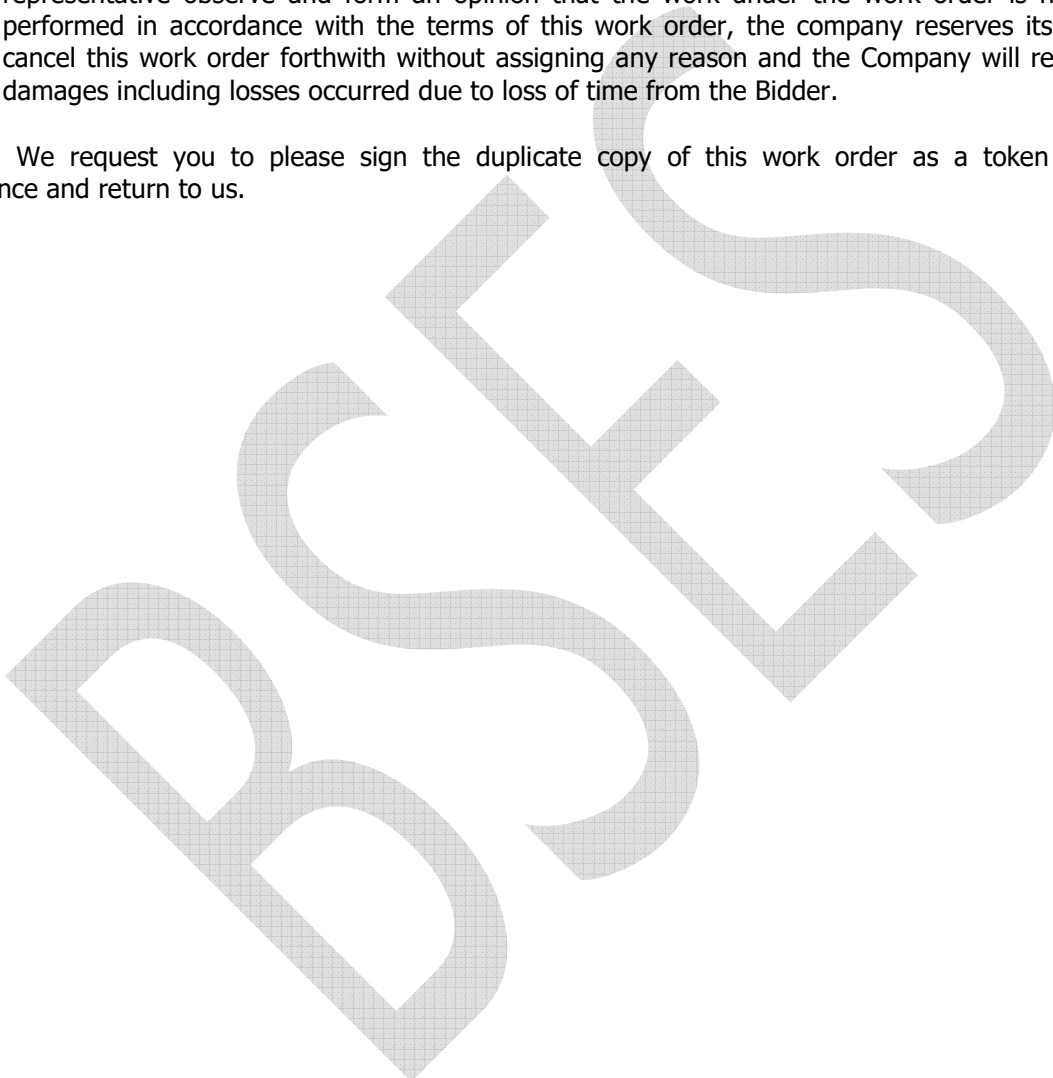 representative observe and form an opinion that the work under the work order is
performed in accordance with the terms of this work order, the company reserves its
cancel this work order forthwith without assigning any reason and the Company will
damages including losses occurred due to loss of time from the Bidder.
We request you to please sign the duplicate copy of this work order as a token
and return to us.
BSES